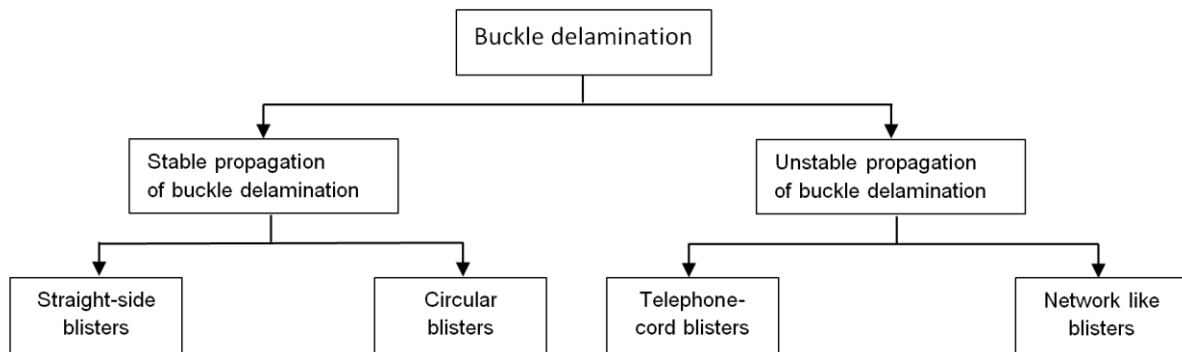 Buckle delamination
Stable propagation
of buckle delamination
Unstable propagation
of buckle delamination
Straight-side
blisters
Circular
blisters
Telephone-
cord blisters
Network like
blisters